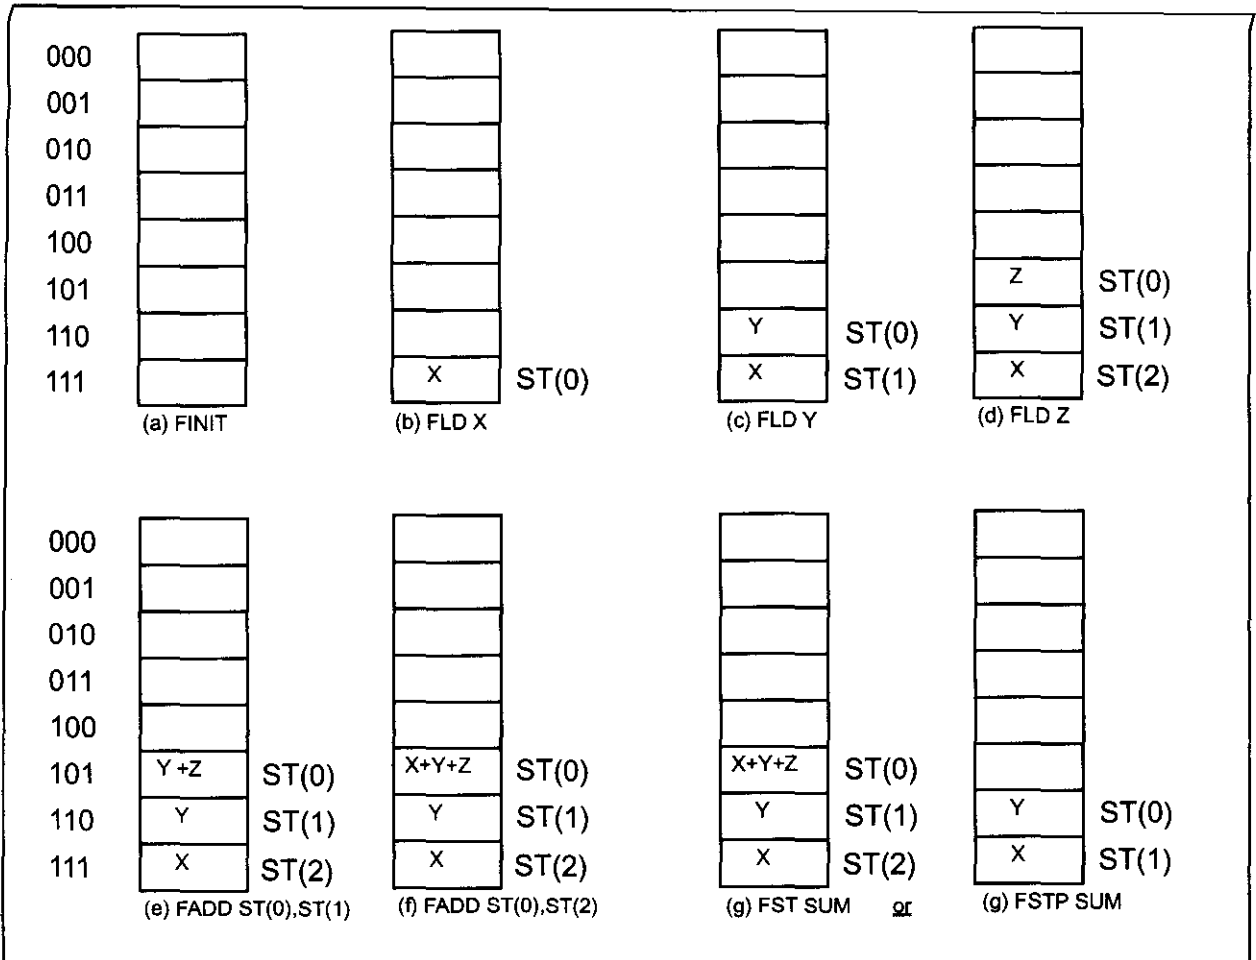 000
001
010
011
100
101 Z ST(0)
110 Y ST(0) Y ST(1)
111 X ST(0) X ST(1) X ST(2)
(a) FINIT (b) FLD X (c) FLD Y (d) FLD Z
000
001
010
011
100
101 Y +Z ST(0) X+Y+Z ST(0) X+Y+Z ST(0)
110 Y ST(1) Y ST(1) Y ST(1) Y ST(0)
111 X ST(2) X ST(2) X ST(2) X ST(1)
(e) FADD ST(0),ST(1) (f) FADD ST(0),ST(2) (g) FST SUM or (g) FSTP SUM